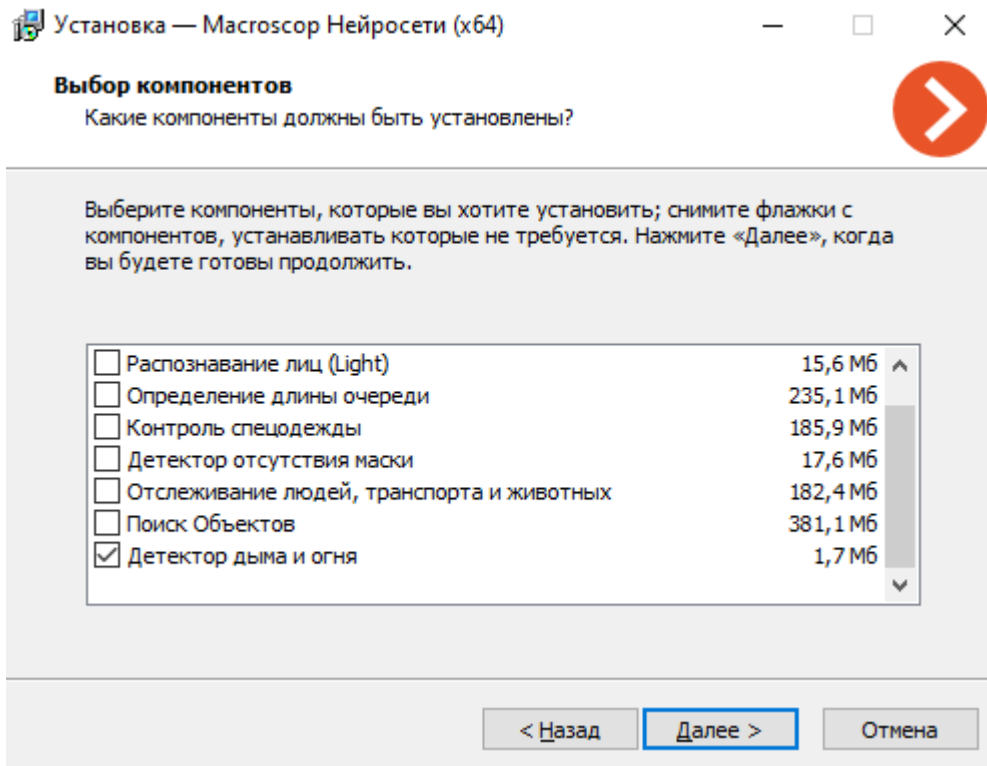 Установка — Macroscop Нейросети (x64)
Выбор компонентов
Какие компоненты должны быть установлены?
Выберите компоненты, которые вы хотите установить; снимите флажки с
компонентов, устанавливать которые не требуется. Нажмите «Далее», когда
вы будете готовы продолжить.
Распознавание лиц (Light) 15,6 Мб
Определение длины очереди 235,1 Мб
Контроль спецодежды 185,9 Мб
Детектор отсутствия маски 17,6 Мб
Отслеживание людей, транспорта и животных 182,4 Мб
Поиск Объектов 381,1 Мб
Детектор дыма и огня 1,7 Мб
< Назад Далее > Отмена